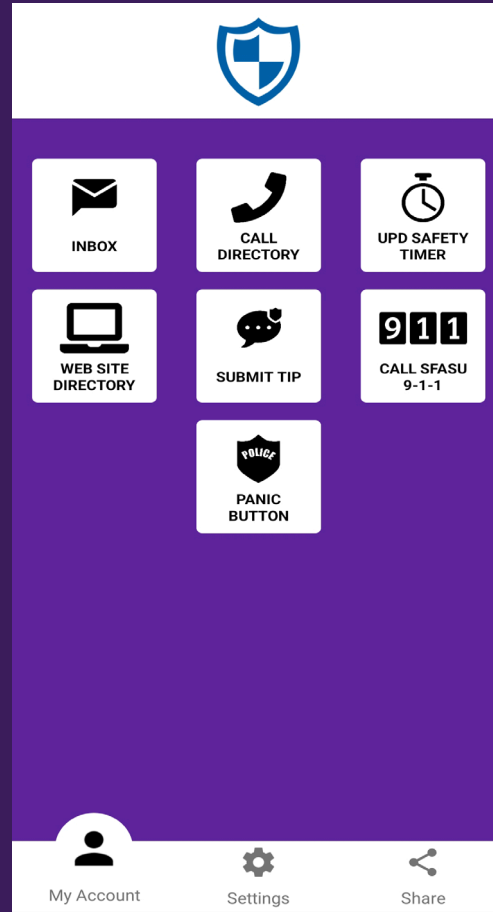 INBOX
CALL
DIRECTORY
UPD SAFETY
TIMER
WEB SITE
DIRECTORY
SUBMIT TIP
911
CALL SFASU
9-1-1
POLICE
PANIC
BUTTON
My Account
Settings
Share